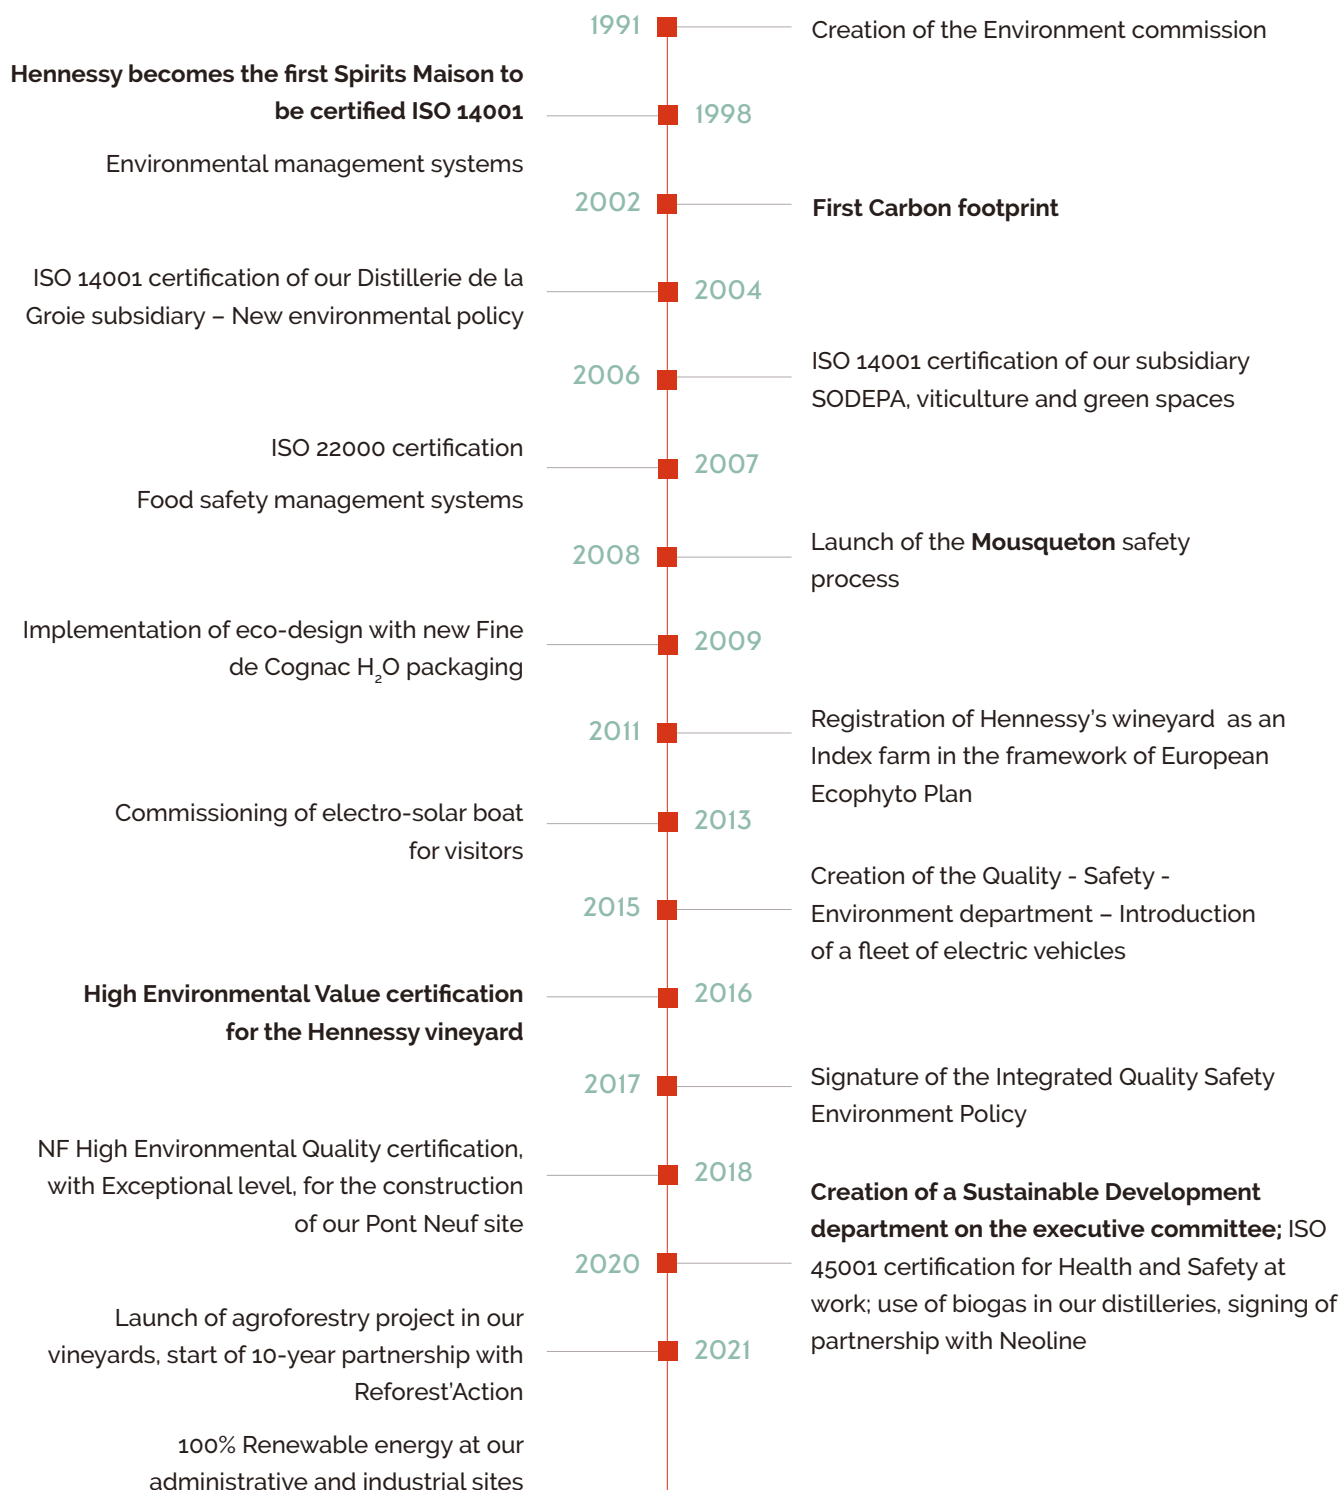 1991
Creation of the Environment commission
Hennessy becomes the first Spirits Maison to
be certified ISO 14001
Environmental management systems
1998
2002
First Carbon footprint
ISO 14001 certification of our Distillerie de la
Groie subsidiary – New environmental policy
2004
2006
ISO 14001 certification of our subsidiary
SODEPA, viticulture and green spaces
ISO 22000 certification
Food safety management systems
2007
2008
Launch of the Mousqueton safety
process
Implementation of eco-design with new Fine
de Cognac H₂O packaging
2009
2011
Registration of Hennessy's wineyard as an
Index farm in the framework of European
Ecophyto Plan
Commissioning of electro-solar boat
for visitors
2013
2015
Creation of the Quality - Safety -
Environment department – Introduction
of a fleet of electric vehicles
High Environmental Value certification
for the Hennessy vineyard
2016
2017
Signature of the Integrated Quality Safety
Environment Policy
NF High Environmental Quality certification,
with Exceptional level, for the construction
of our Pont Neuf site
2018
2020
Creation of a Sustainable Development
department on the executive committee; ISO
45001 certification for Health and Safety at
work; use of biogas in our distilleries, signing of
partnership with Neoline
Launch of agroforestry project in our
vineyards, start of 10-year partnership with
Reforest'Action
100% Renewable energy at our
administrative and industrial sites
2021